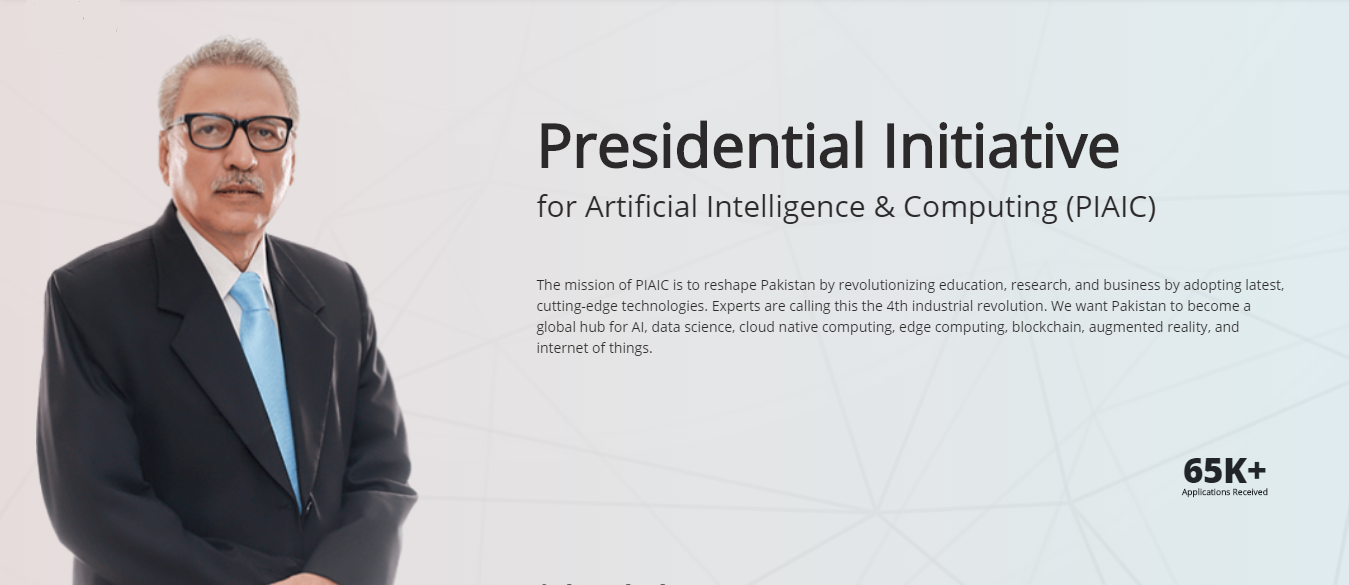 Presidential Initiative
for Artificial Intelligence & Computing (PIAIC)
The mission of PIAIC is to reshape Pakistan by revolutionizing education, research, and business by adopting latest,
cutting-edge technologies. Experts are calling this the 4th industrial revolution. We want Pakistan to become a
global hub for AI, data science, cloud native computing, edge computing, blockchain, augmented reality, and
internet of things.
65K+
Applications Received